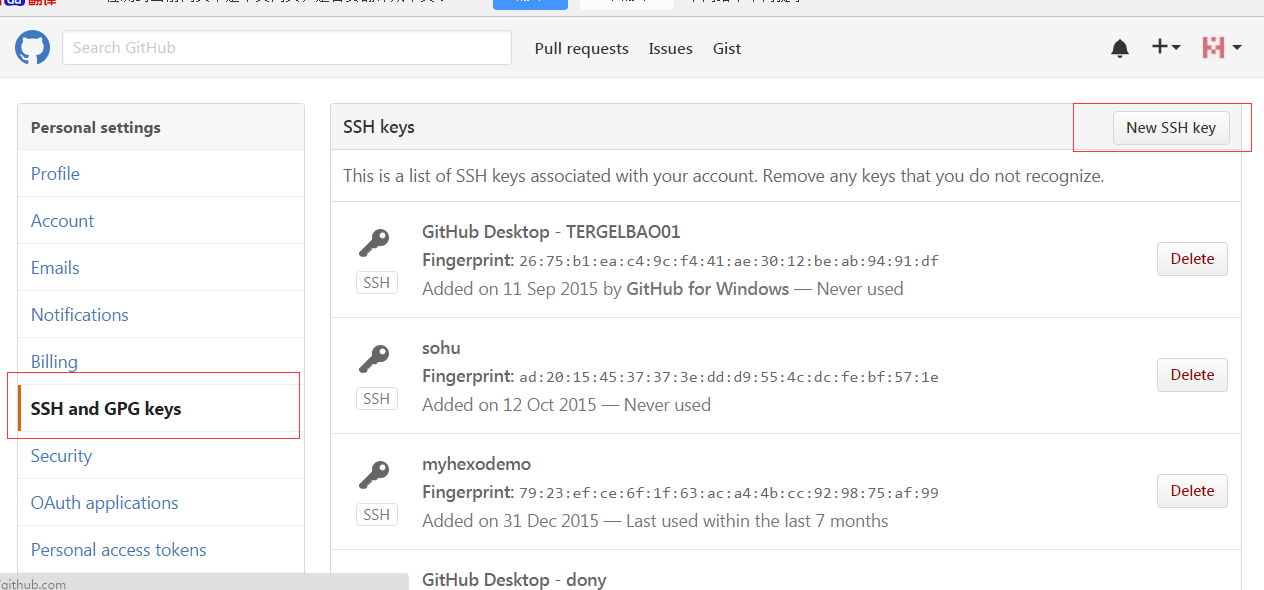 翻译
Search GitHub
Pull requests
Issues
Gist
Personal settings
Profile
Account
Emails
Notifications
Billing
SSH and GPG keys
Security
OAuth applications
Personal access tokens
github.com
SSH keys
New SSH key
This is a list of SSH keys associated with your account. Remove any keys that you do not recognize.
GitHub Desktop - TERGELBAO01
Fingerprint: 26:75:b1:ea:c4:9c:f4:41:ae:30:12:be:ab:94:91:df
Added on 11 Sep 2015 by GitHub for Windows — Never used
SSH
Delete
sohu
Fingerprint: ad:20:15:45:37:37:3e:dd:d9:55:4c:dc:fe:bf:57:1e
Added on 12 Oct 2015 — Never used
SSH
Delete
myhexodemo
Fingerprint: 79:23:ef:ce:6f:1f:63:ac:a4:4b:cc:92:98:75:af:99
Added on 31 Dec 2015 — Last used within the last 7 months
SSH
Delete
GitHub Desktop - dony